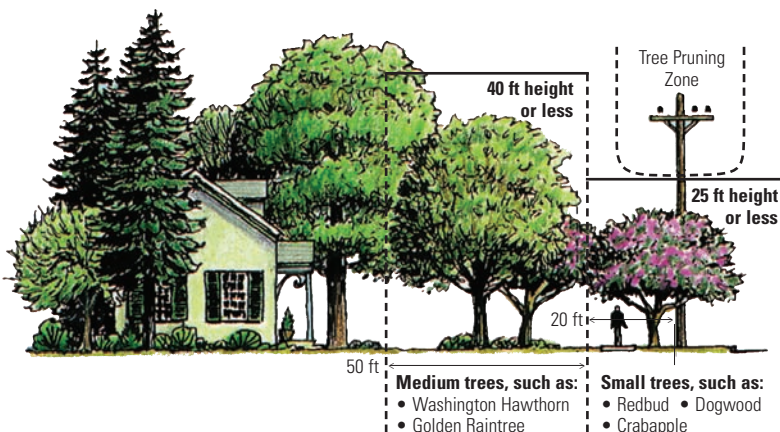 Tree Pruning
Zone
40 ft height
or less
25 ft height
or less
20 ft
50 ft
Medium trees, such as:
• Washington Hawthorn
• Golden Raintree
Small trees, such as:
• Redbud • Dogwood
• Crabapple